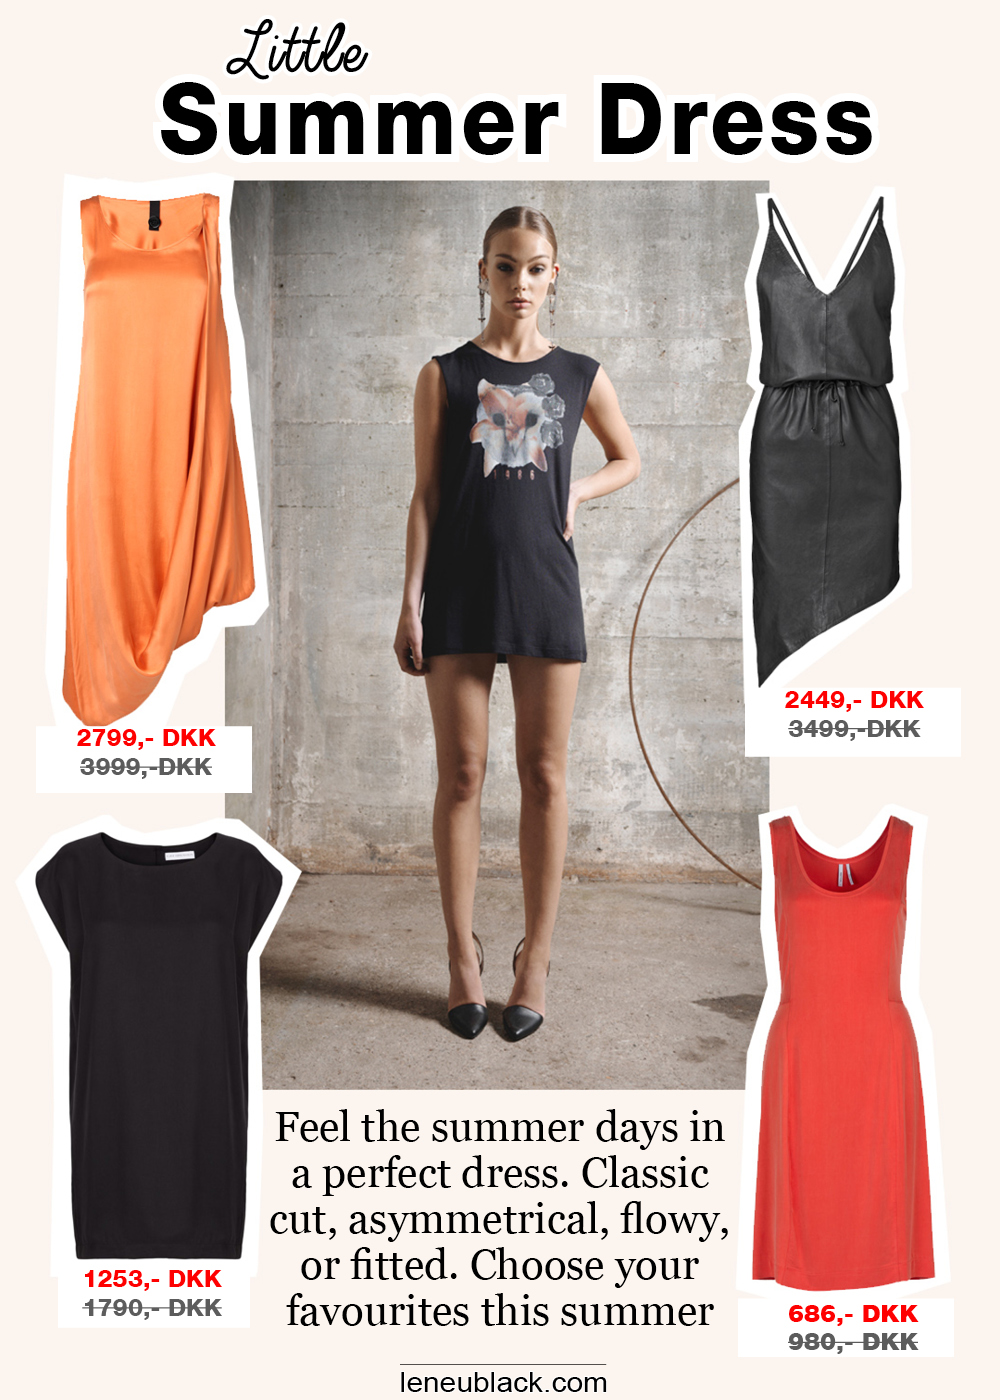 Little
Summer Dress
1906
2799,- DKK
3999,-DKK
2449,- DKK
3499,-DKK
1253,- DKK
1790,- DKK
686,- DKK
980,- DKK
Feel the summer days in
a perfect dress. Classic
cut, asymmetrical, flowy,
or fitted. Choose your
favourites this summer
leneublack.com